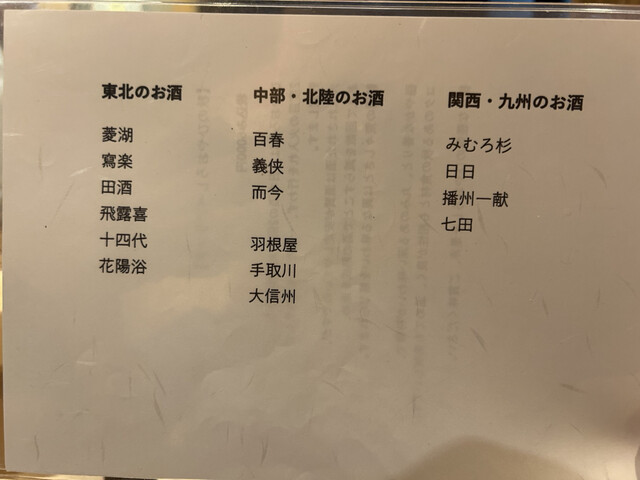 東北のお酒
菱湖
寫楽
田酒
飛露喜
十四代
花陽浴
中部・北陸のお酒
百春
義侠
而今
羽根屋
手取川
大信州
関西・九州のお酒
みむろ杉
日日
播州一献
七田